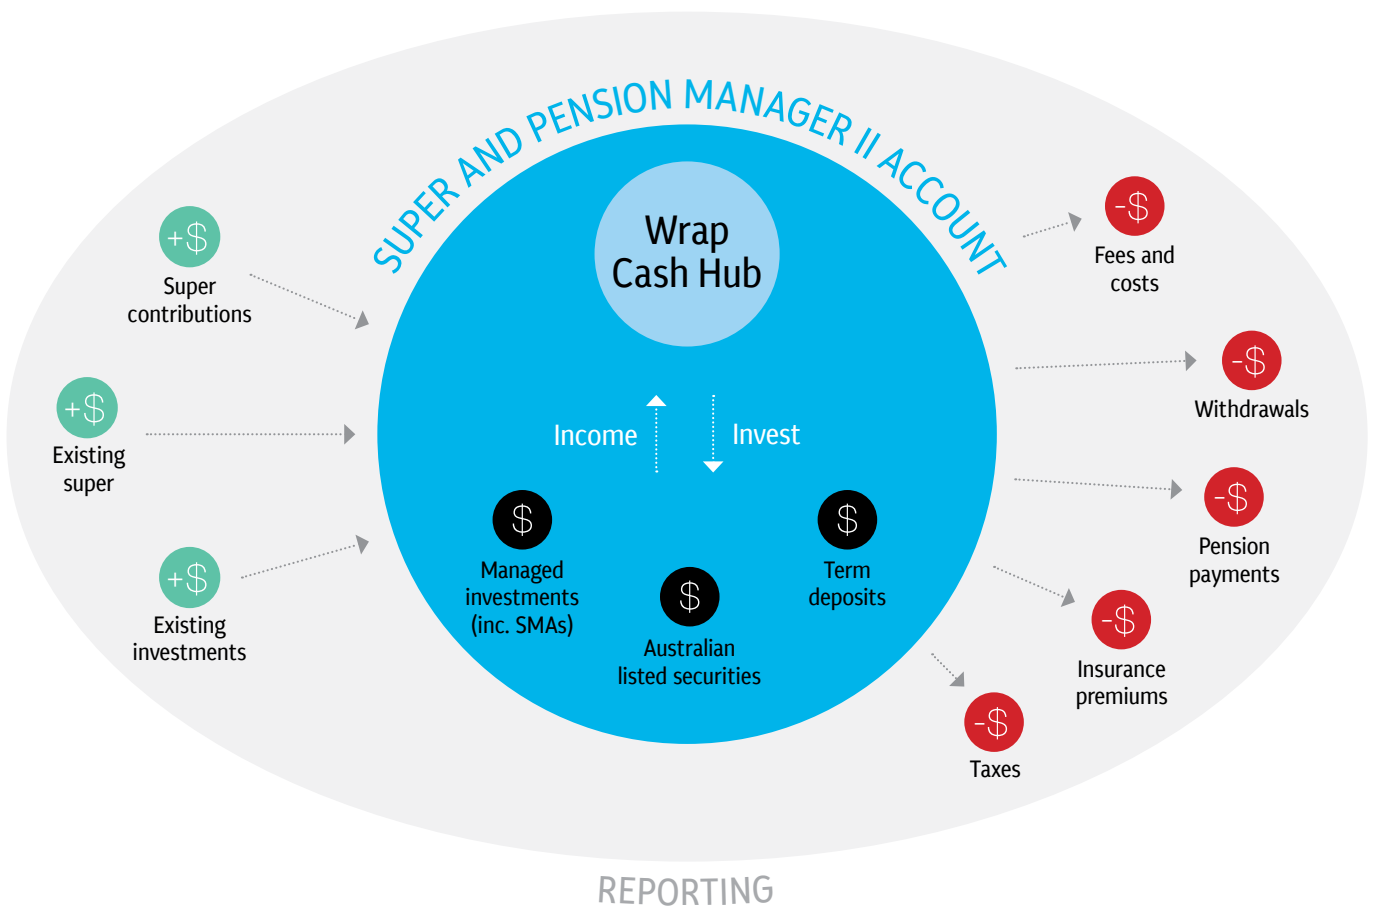 SUPER AND PENSION MANAGER II ACCOUNT
Wrap
Cash Hub
Income
Invest
$
Managed
investments
(inc. SMAs)
$
Australian
listed securities
$
Term
deposits
+$
Super
contributions
+$
Existing
super
+$
Existing
investments
-$
Fees and
costs
-$
Withdrawals
-$
Pension
payments
-$
Insurance
premiums
-$
Taxes
REPORTING